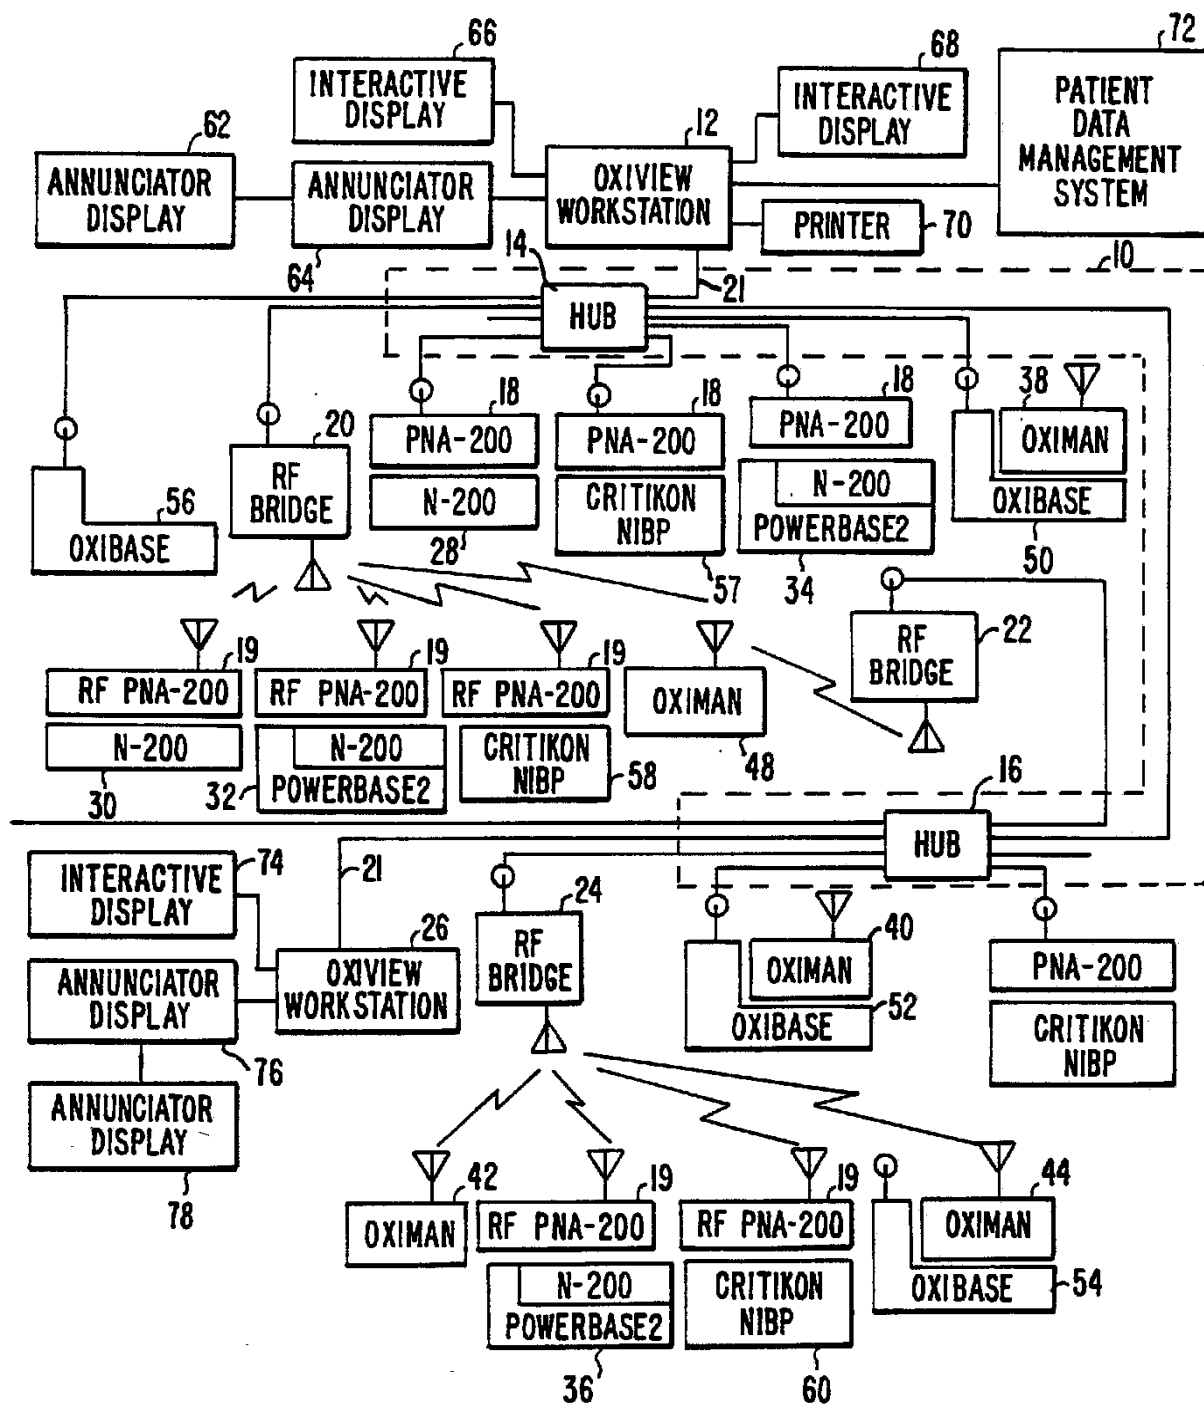 66
INTERACTIVE
DISPLAY
68
INTERACTIVE
DISPLAY
72
PATIENT
DATA
MANAGEMENT
SYSTEM
62
ANNUNCIATOR
DISPLAY
ANNUNCIATOR
DISPLAY
64
12
OXIVIEW
WORKSTATION
PRINTER
70
10
14
HUB
21
56
OXIBASE
20
RF
BRIDGE
18
PNA-200
N-200
28
18
PNA-200
CRITIKON
NIBP
57
18
PNA-200
N-200
POWERBASE2
34
38
OXIMAN
OXIBASE
50
22
RF
BRIDGE
19
RF PNA-200
N-200
30
19
RF PNA-200
N-200
POWERBASE2
32
19
RF PNA-200
CRITIKON
NIBP
58
OXIMAN
48
16
HUB
74
INTERACTIVE
DISPLAY
21
26
OXIVIEW
WORKSTATION
ANNUNCIATOR
DISPLAY
76
ANNUNCIATOR
DISPLAY
78
24
RF
BRIDGE
40
OXIMAN
OXIBASE
52
PNA-200
CRITIKON
NIBP
42
OXIMAN
19
RF PNA-200
N-200
POWERBASE2
36
19
RF PNA-200
CRITIKON
NIBP
60
44
OXIMAN
OXIBASE
54